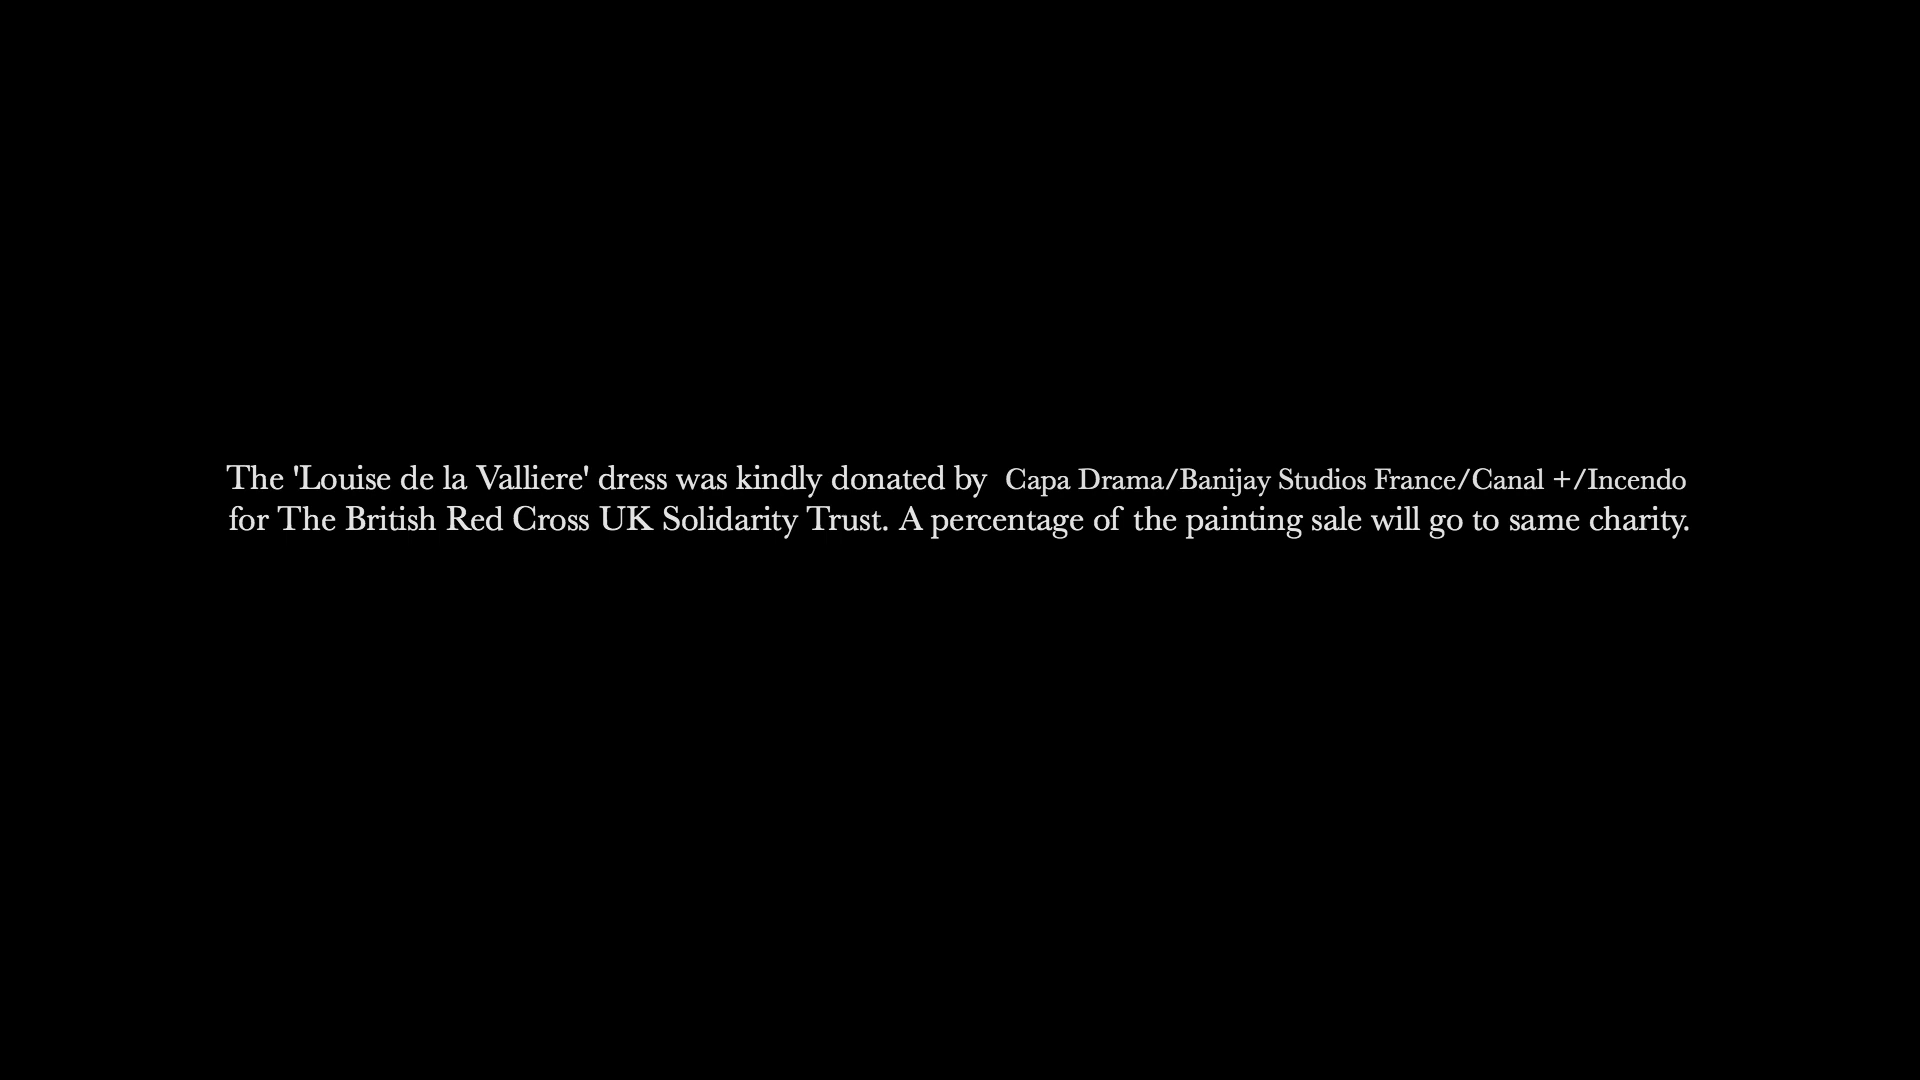 The 'Louise de la Valliere' dress was kindly donated by  Capa Drama/Banijay Studios France/Canal +/Incendo
for The British Red Cross UK Solidarity Trust. A percentage of the painting sale will go to same charity.